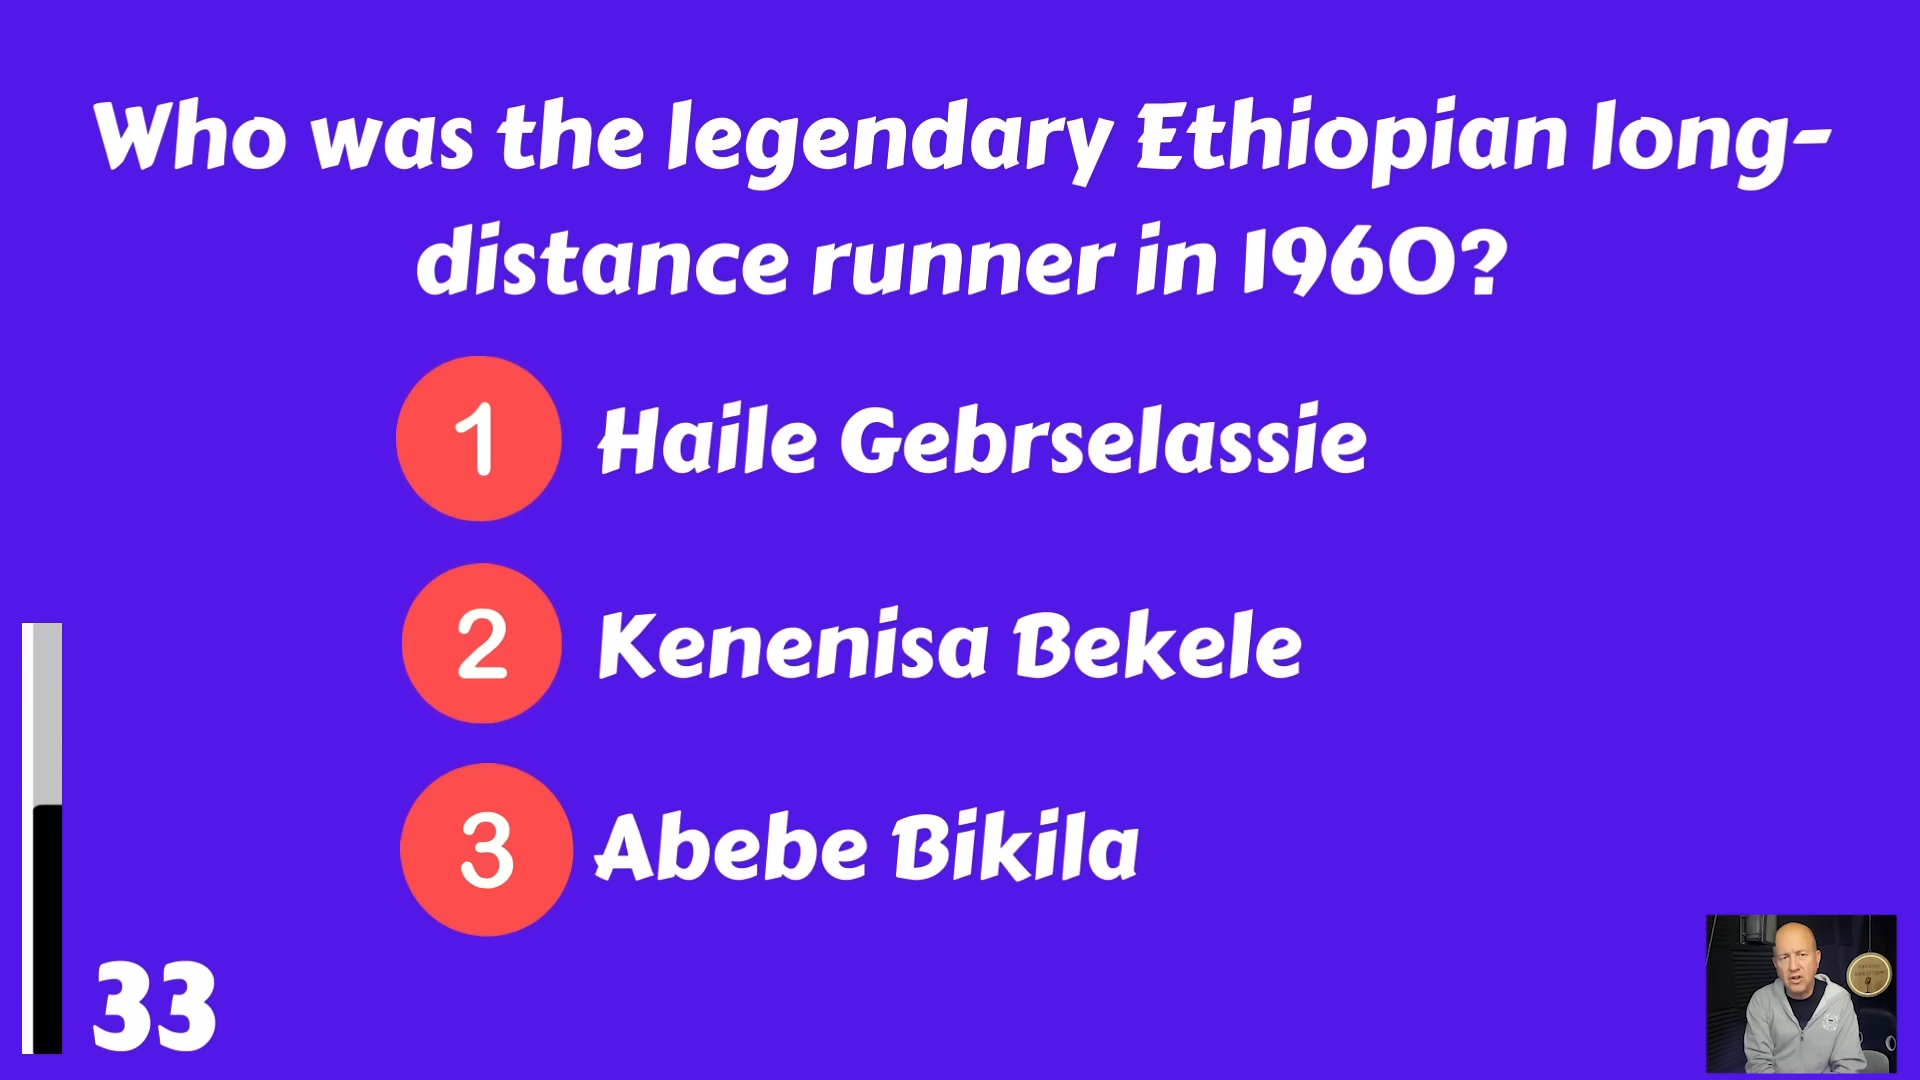 Who was the legendary Ethiopian long-
distance runner in 1960?
1 Haile Gebrselassie
2 Kenenisa Bekele
3 Abebe Bikila
33